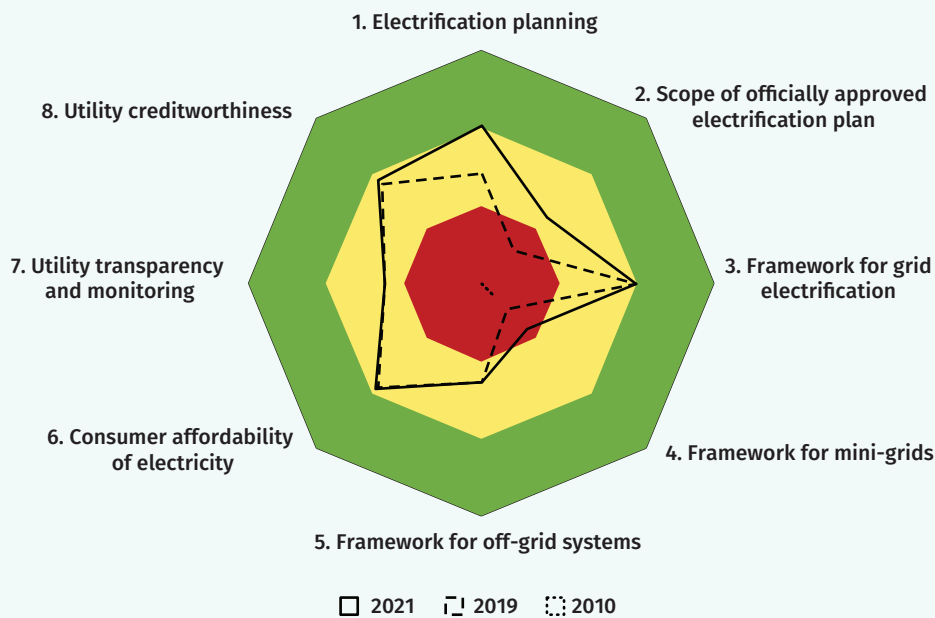 1. Electrification planning
2. Scope of officially approved
electrification plan
3. Framework for grid
electrification
4. Framework for mini-grids
5. Framework for off-grid systems
6. Consumer affordability
of electricity
7. Utility transparency
and monitoring
8. Utility creditworthiness
2021 2019 2010